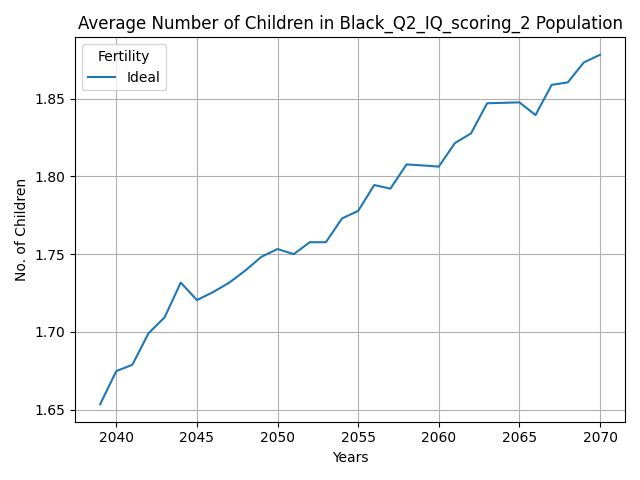 Average Number of Children in Black_Q2_IQ_scoring_2 Population
Fertility
Ideal
No. of Children
1.85
1.80
1.75
1.70
1.65
2040 2045 2050 2055 2060 2065 2070
Years